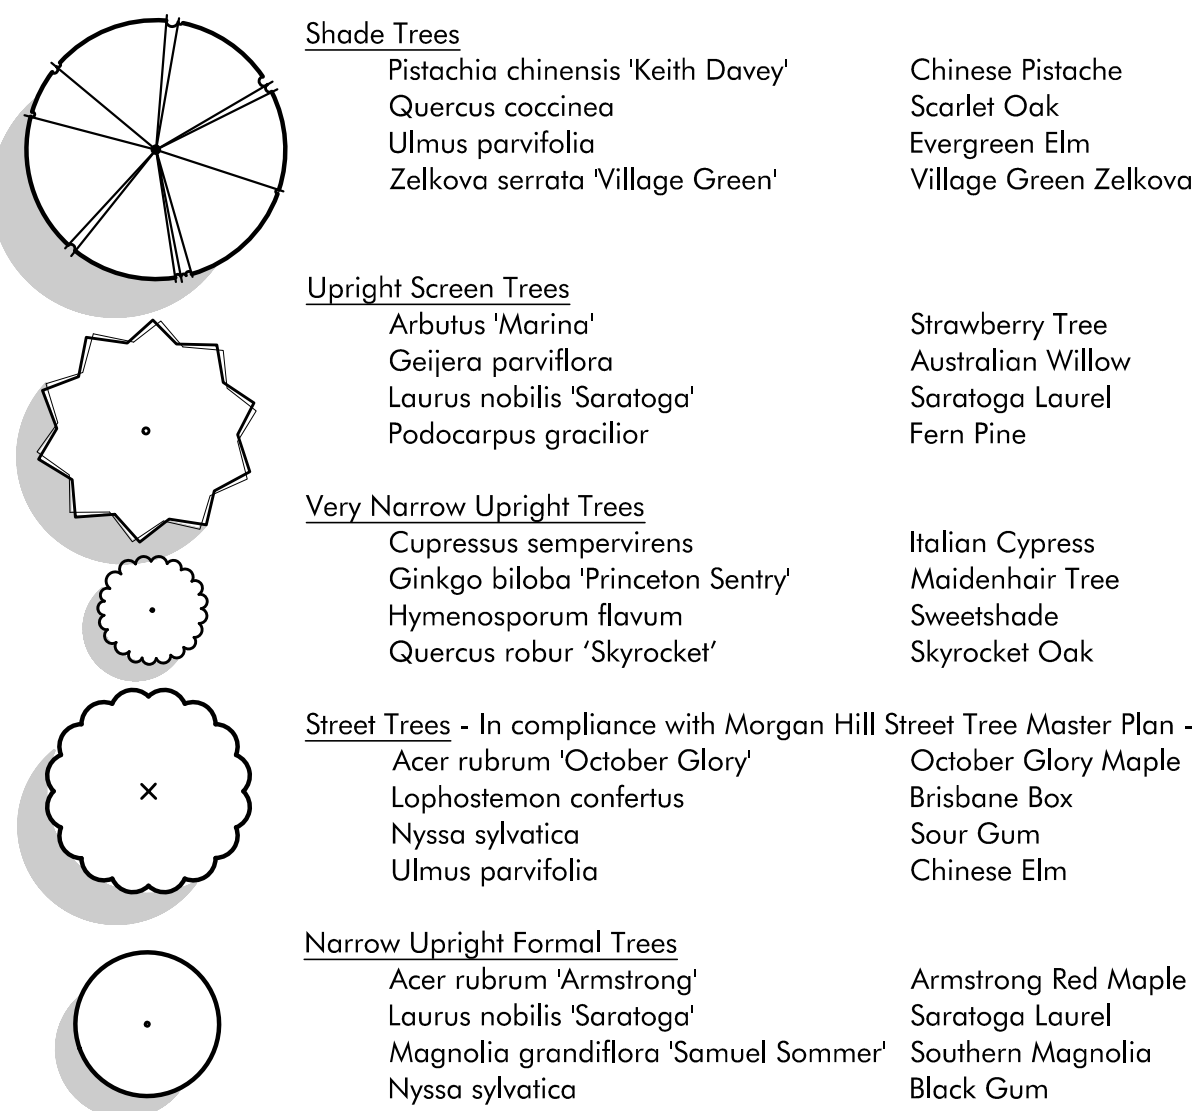 Shade Trees
Pistachia chinensis 'Keith Davey' Chinese Pistache
Quercus coccinea Scarlet Oak
Ulmus parvifolia Evergreen Elm
Zelkova serrata 'Village Green' Village Green Zelkova
Upright Screen Trees
Arbutus 'Marina' Strawberry Tree
Geijera parviflora Australian Willow
Laurus nobilis 'Saratoga' Saratoga Laurel
Podocarpus gracilior Fern Pine
Very Narrow Upright Trees
Cupressus sempervirens Italian Cypress
Ginkgo biloba 'Princeton Sentry' Maidenhair Tree
Hymenosporum flavum Sweetshade
Quercus robur ‘Skyrocket’ Skyrocket Oak
Street Trees - In compliance with Morgan Hill Street Tree Master Plan -
Acer rubrum 'October Glory' October Glory Maple
Lophostemon confertus Brisbane Box
Nyssa sylvatica Sour Gum
Ulmus parvifolia Chinese Elm
Narrow Upright Formal Trees
Acer rubrum 'Armstrong' Armstrong Red Maple
Laurus nobilis 'Saratoga' Saratoga Laurel
Magnolia grandiflora 'Samuel Sommer' Southern Magnolia
Nyssa sylvatica Black Gum